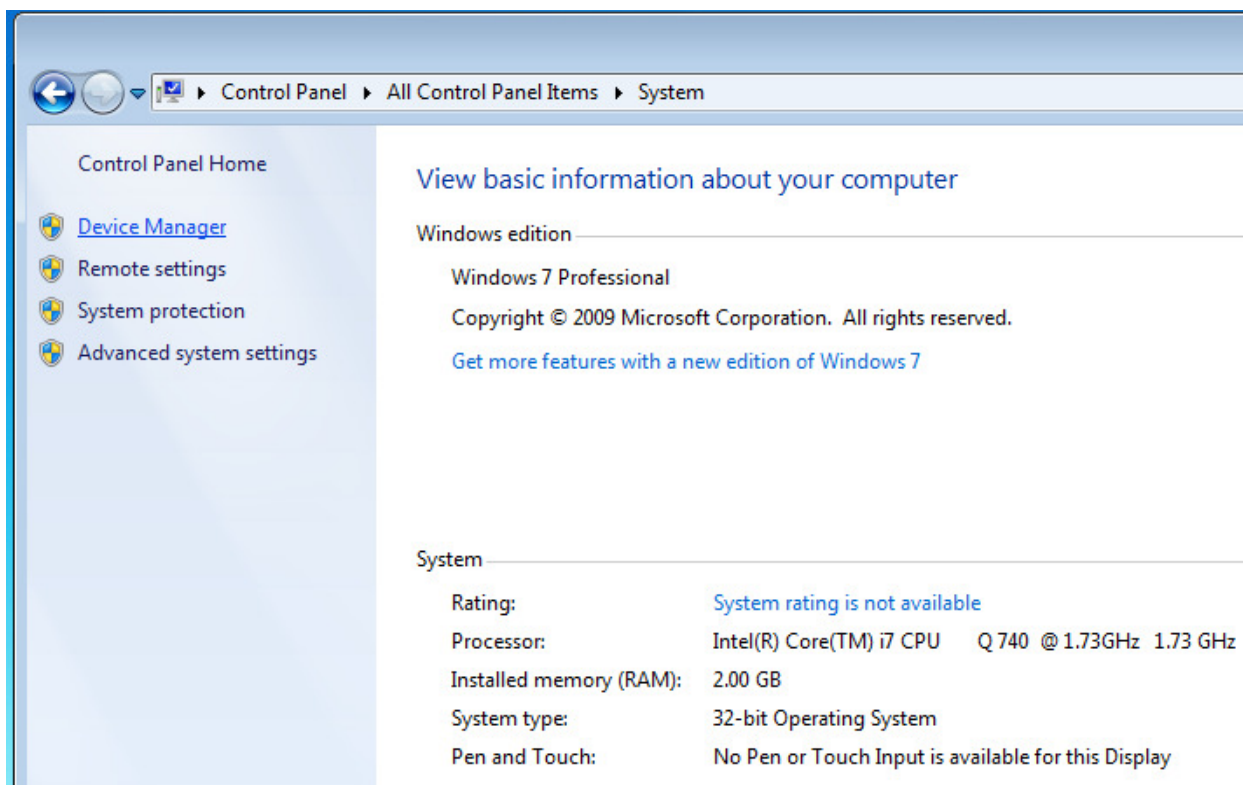 Control Panel ▸ All Control Panel Items ▸ System
Control Panel Home
Device Manager
Remote settings
System protection
Advanced system settings
View basic information about your computer
Windows edition
Windows 7 Professional
Copyright © 2009 Microsoft Corporation.  All rights reserved.
Get more features with a new edition of Windows 7
System
Rating: System rating is not available
Processor: Intel(R) Core(TM) i7 CPU Q 740 @ 1.73GHz 1.73 GHz
Installed memory (RAM): 2.00 GB
System type: 32-bit Operating System
Pen and Touch: No Pen or Touch Input is available for this Display